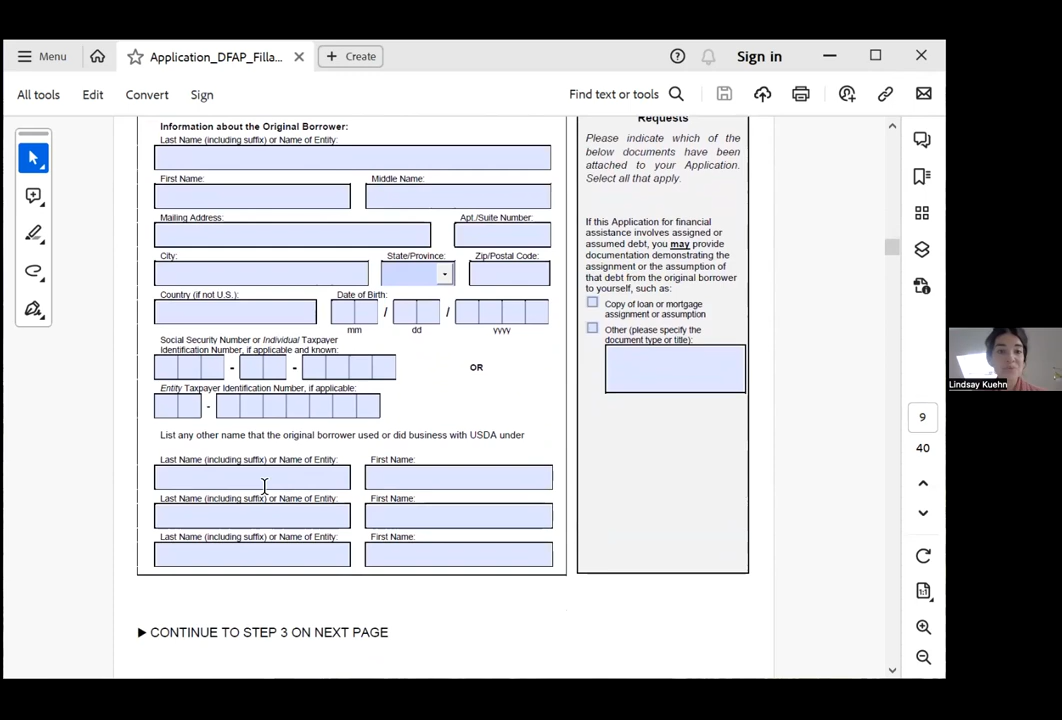 Menu
Application_DFAP_Filla...
Create
Sign in
All tools
Edit
Convert
Sign
Find text or tools
Information about the Original Borrower:
Last Name (including suffix) or Name of Entity:
First Name:
Middle Name:
Mailing Address:
Apt./Suite Number:
City:
State/Province:
Zip/Postal Code:
Country (if not U.S.):
Date of Birth:
/
/
mm
dd
yyyy
Social Security Number or Individual Taxpayer
Identification Number, if applicable and known:
-
-
OR
Entity Taxpayer Identification Number, if applicable:
-
List any other name that the original borrower used or did business with USDA under
Last Name (including suffix) or Name of Entity:
First Name:
Last Name (including suffix) or Name of Entity:
First Name:
Last Name (including suffix) or Name of Entity:
First Name:
▶ CONTINUE TO STEP 3 ON NEXT PAGE
Requests
Please indicate which of the
below documents have been
attached to your Application.
Select all that apply.
If this Application for financial
assistance involves assigned or
assumed debt, you may provide
documentation demonstrating the
assignment or the assumption of
that debt from the original borrower
to yourself, such as:
Copy of loan or mortgage
assignment or assumption
Other (please specify the
document type or title):
9
40
1:1
Lindsay Kuehn